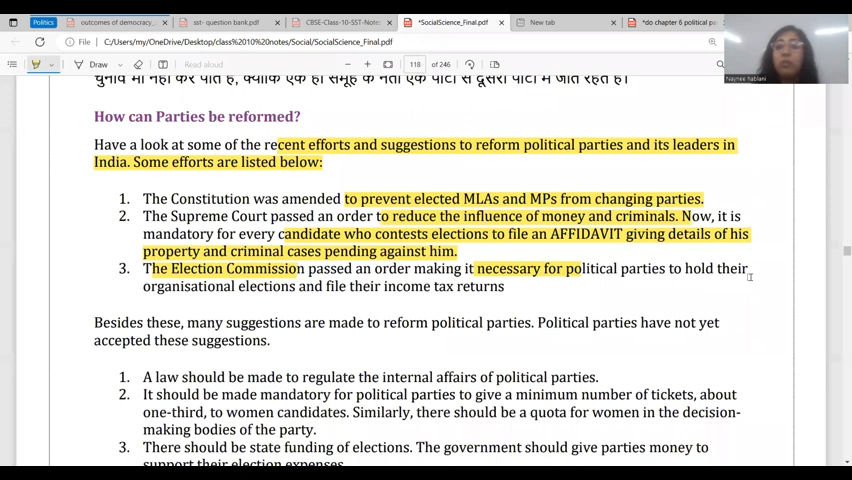 Politics
outcomes of democracy_
sst- question bank.pdf
CBSE-Class-10-SST-Notes
*SocialScience_Final.pdf
New tab
*do chapter 6 political pa
File
C:/Users/my/OneDrive/Desktop/class%2010%20notes/Social/SocialScience_Final.pdf
Draw
Read aloud
118 of 246
चुनाव भी नहीं कर पाते हैं, क्योंकि एक ही समूह के नेता एक पार्टी से दूसरी पार्टी में जाते रहते हैं।
How can Parties be reformed?
Have a look at some of the recent efforts and suggestions to reform political parties and its leaders in
India. Some efforts are listed below:
1. The Constitution was amended to prevent elected MLAs and MPs from changing parties.
2. The Supreme Court passed an order to reduce the influence of money and criminals. Now, it is
mandatory for every candidate who contests elections to file an AFFIDAVIT giving details of his
property and criminal cases pending against him.
3. The Election Commission passed an order making it necessary for political parties to hold their
organisational elections and file their income tax returns
Besides these, many suggestions are made to reform political parties. Political parties have not yet
accepted these suggestions.
1. A law should be made to regulate the internal affairs of political parties.
2. It should be made mandatory for political parties to give a minimum number of tickets, about
one-third, to women candidates. Similarly, there should be a quota for women in the decision-
making bodies of the party.
3. There should be state funding of elections. The government should give parties money to
support their election expenses.